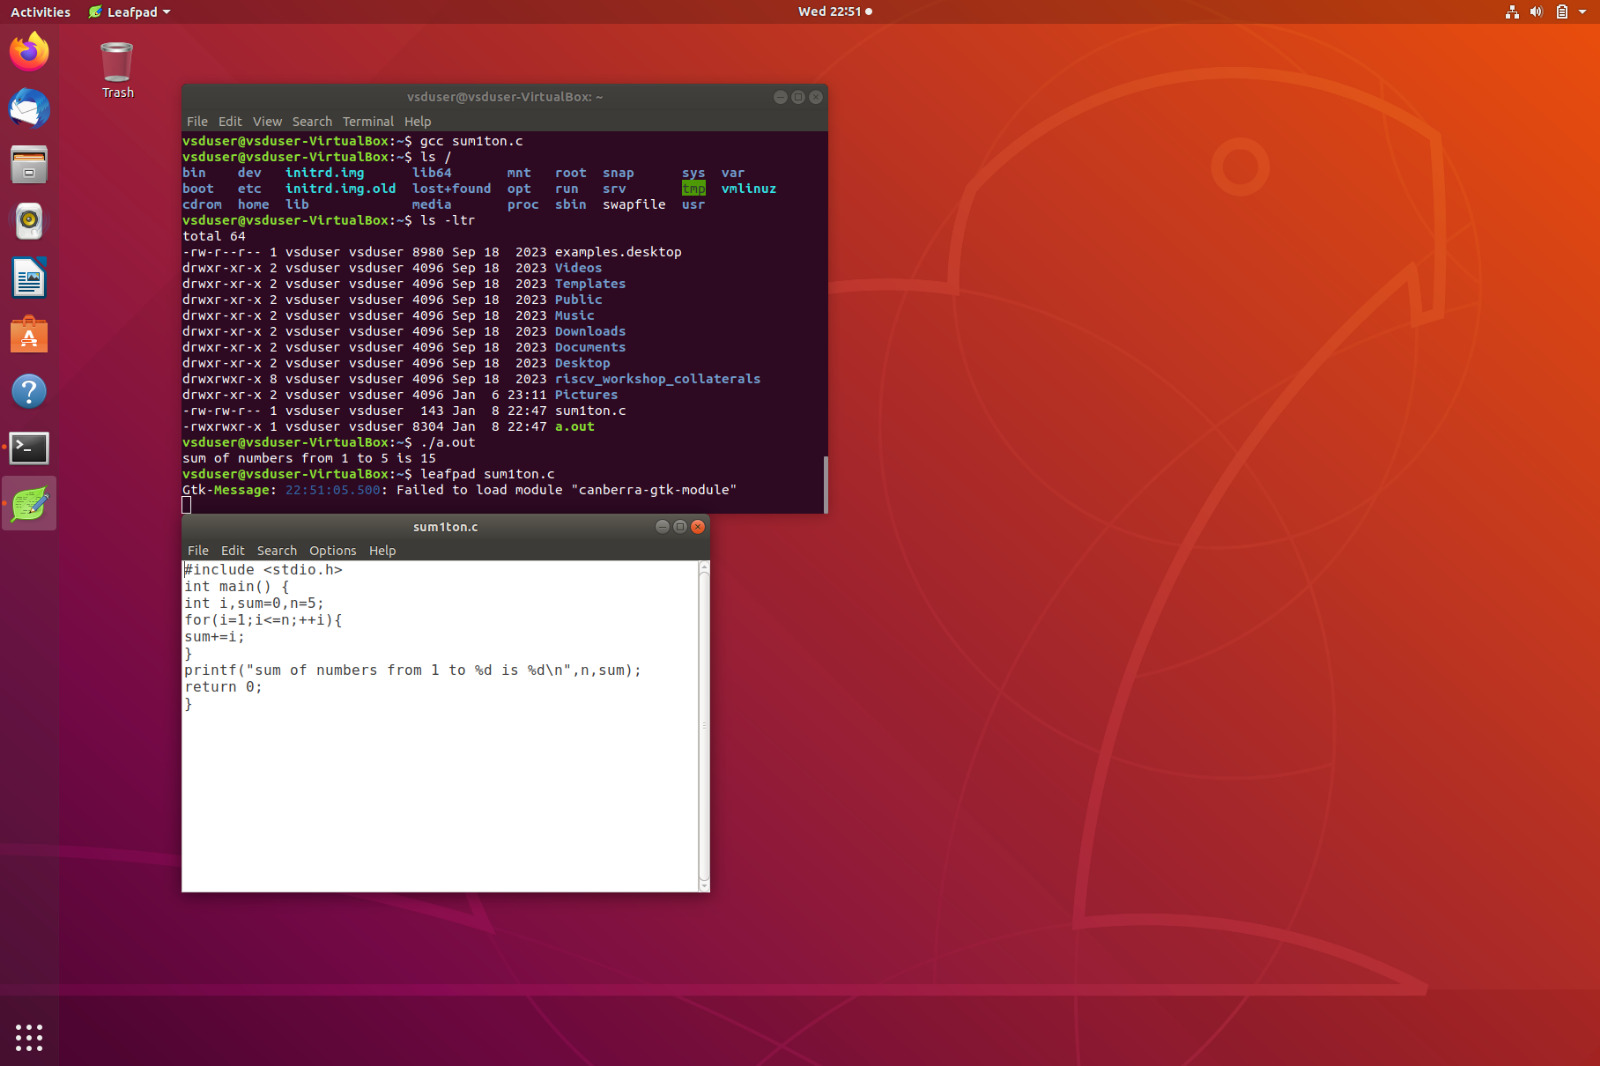 Activities Leafpad Wed 22:51
Trash
vsduser@vsduser-VirtualBox: ~
File Edit View Search Terminal Help
vsduser@vsduser-VirtualBox:~$ gcc sum1ton.c
vsduser@vsduser-VirtualBox:~$ ls /
bin dev initrd.img lib64 mnt root snap sys var
boot etc initrd.img.old lost+found opt run srv tmp vmlinuz
cdrom home lib media proc sbin swapfile usr
vsduser@vsduser-VirtualBox:~$ ls -ltr
total 64
-rw-r--r-- 1 vsduser vsduser 8980 Sep 18 2023 examples.desktop
drwxr-xr-x 2 vsduser vsduser 4096 Sep 18 2023 Videos
drwxr-xr-x 2 vsduser vsduser 4096 Sep 18 2023 Templates
drwxr-xr-x 2 vsduser vsduser 4096 Sep 18 2023 Public
drwxr-xr-x 2 vsduser vsduser 4096 Sep 18 2023 Music
drwxr-xr-x 2 vsduser vsduser 4096 Sep 18 2023 Downloads
drwxr-xr-x 2 vsduser vsduser 4096 Sep 18 2023 Documents
drwxr-xr-x 2 vsduser vsduser 4096 Sep 18 2023 Desktop
drwxrwxr-x 8 vsduser vsduser 4096 Sep 18 2023 riscv_workshop_collaterals
drwxr-xr-x 2 vsduser vsduser 4096 Jan 6 23:11 Pictures
-rw-rw-r-- 1 vsduser vsduser 143 Jan 8 22:47 sum1ton.c
-rwxrwxr-x 1 vsduser vsduser 8304 Jan 8 22:47 a.out
vsduser@vsduser-VirtualBox:~$ ./a.out
sum of numbers from 1 to 5 is 15
vsduser@vsduser-VirtualBox:~$ leafpad sum1ton.c
Gtk-Message: 22:51:05.500: Failed to load module "canberra-gtk-module"
sum1ton.c
File Edit Search Options Help
#include <stdio.h>
int main() {
int i,sum=0,n=5;
for(i=1;i<=n;++i){
sum+=i;
}
printf("sum of numbers from 1 to %d is %d\n",n,sum);
return 0;
}